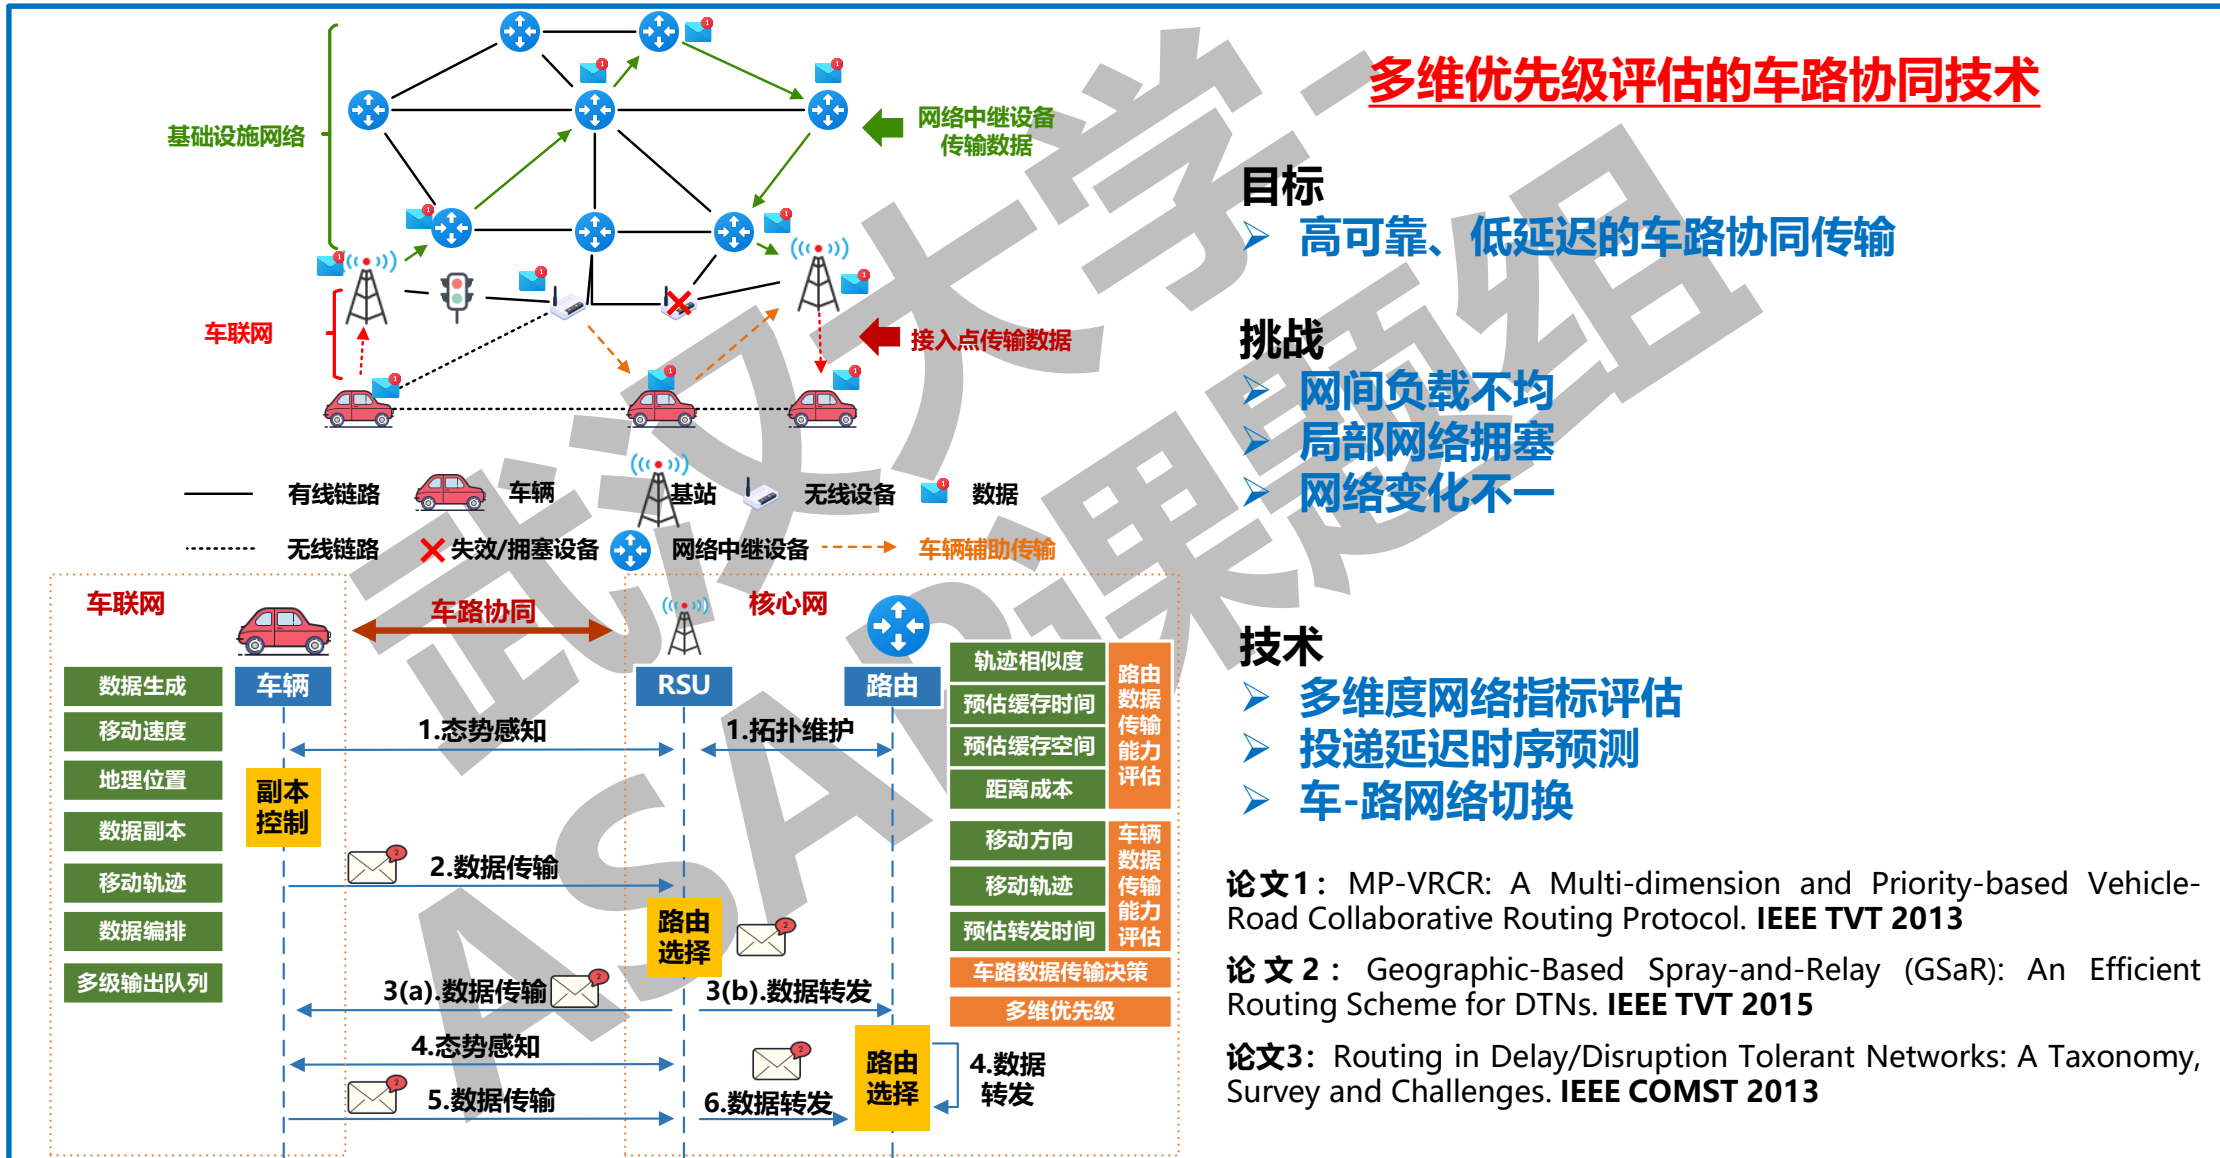 多维优先级评估的车路协同技术
基础设施网络
网络中继设备
传输数据
车联网
接入点传输数据
有线链路
车辆
基站
无线设备
数据
无线链路
失效/拥塞设备
网络中继设备
车辆辅助传输
车联网
车路协同
核心网
车辆
RSU
路由
数据生成
移动速度
地理位置
数据副本
移动轨迹
数据编排
多级输出队列
副本
控制
1.态势感知
1.拓扑维护
2.数据传输
路由
选择
3(a).数据传输
3(b).数据转发
4.态势感知
路由
选择
4.数据
转发
5.数据传输
6.数据转发
轨迹相似度
预估缓存时间
预估缓存空间
距离成本
路由
数据
传输
能力
评估
移动方向
移动轨迹
预估转发时间
车辆
数据
传输
能力
评估
车路数据传输决策
多维优先级
目标
高可靠、低延迟的车路协同传输
挑战
网间负载不均
局部网络拥塞
网络变化不一
技术
多维度网络指标评估
投递延迟时序预测
车-路网络切换
论文1：MP-VRCR: A Multi-dimension and Priority-based Vehicle-
Road Collaborative Routing Protocol. IEEE TVT 2013
论文2：Geographic-Based Spray-and-Relay (GSaR): An Efficient
Routing Scheme for DTNs. IEEE TVT 2015
论文3：Routing in Delay/Disruption Tolerant Networks: A Taxonomy,
Survey and Challenges. IEEE COMST 2013
武汉大学-
ASAP课题组